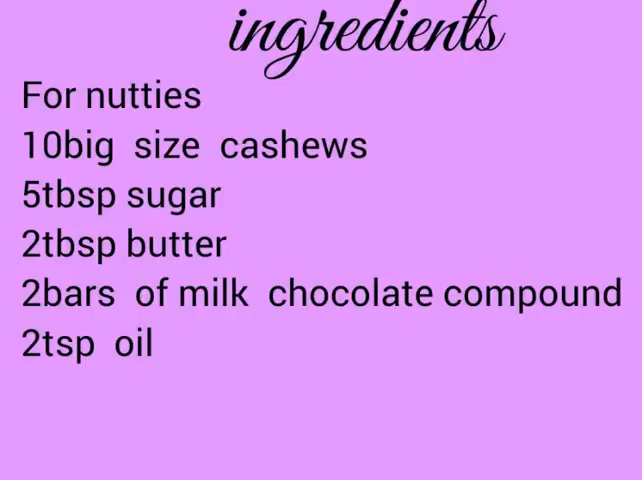 ingredients
For nutties
10big size cashews
5tbsp sugar
2tbsp butter
2bars of milk chocolate compound
2tsp oil